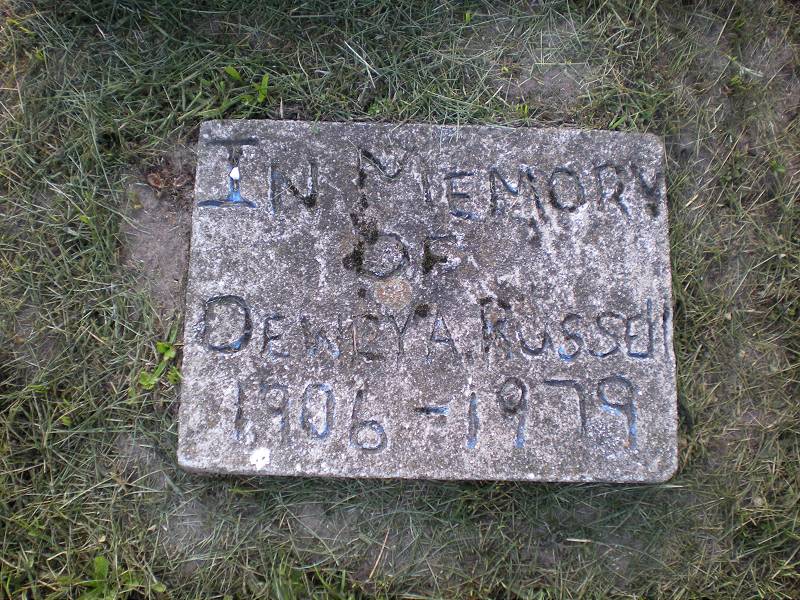 In Memory
OF
Dewey A. Russell
1906 - 1979